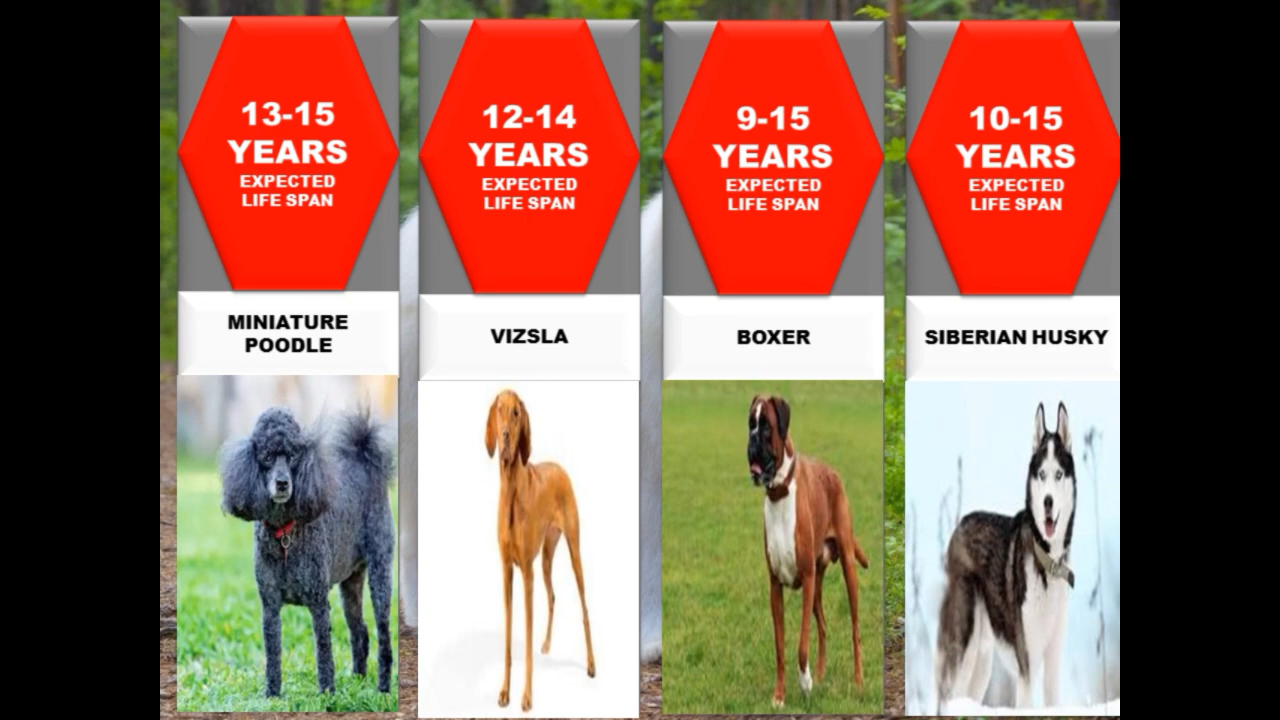 13-15
YEARS
EXPECTED
LIFE SPAN
MINIATURE
POODLE
12-14
YEARS
EXPECTED
LIFE SPAN
VIZSLA
9-15
YEARS
EXPECTED
LIFE SPAN
BOXER
10-15
YEARS
EXPECTED
LIFE SPAN
SIBERIAN HUSKY